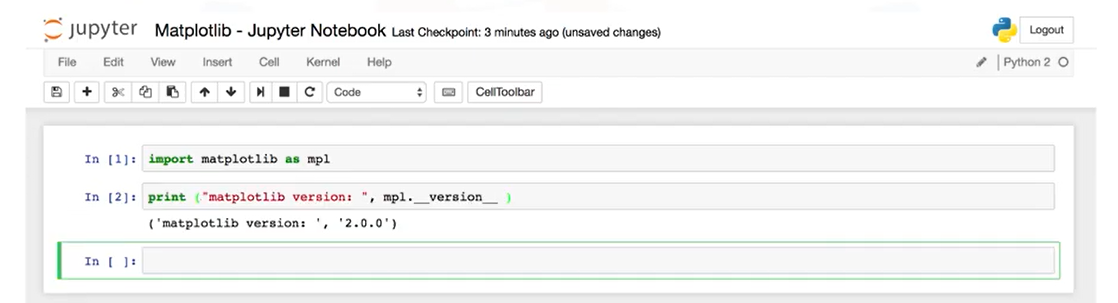 jupyter Matplotlib - Jupyter Notebook Last Checkpoint: 3 minutes ago (unsaved changes) Logout
File Edit View Insert Cell Kernel Help Python 2
Code CellToolbar
In [1]: import matplotlib as mpl
In [2]: print ("matplotlib version: ", mpl.__version__ )
('matplotlib version: ', '2.0.0')
In [ ]: